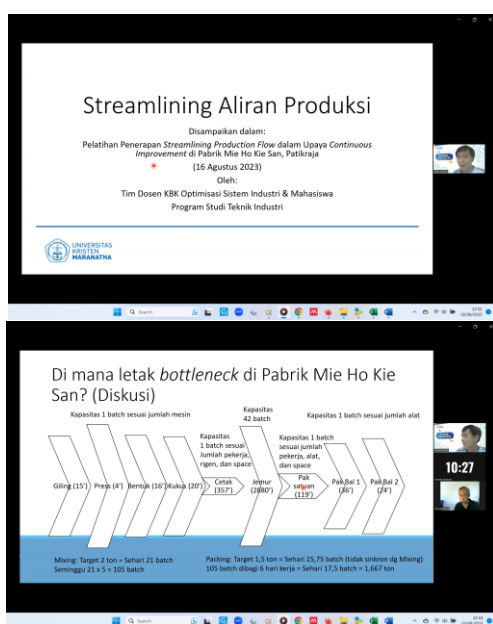 Streamlining Aliran Produksi
Disampaikan dalam:
Pelatihan Penerapan Streamlining Production Flow dalam Upaya Continuous
Improvement di Pabrik Mie Ho Kie San, Patikraja
(16 Agustus 2023)
Oleh:
Tim Dosen KBK Optimisasi Sistem Industri & Mahasiswa
Program Studi Teknik Industri
UNIVERSITAS
KRISTEN
MARANATHA
Search
Di mana letak bottleneck di Pabrik Mie Ho Kie
San? (Diskusi)
Kapasitas 1 batch sesuai jumlah mesin
Kapasitas
42 batch
Kapasitas 1 batch sesuai jumlah alat
Kapasitas
1 batch sesuai
Jumlah pekerja,
rigen, dan space
Kapasitas 1 batch
sesuai jumlah
pekerja, alat,
dan space
Giling (15')
Press (4')
Bentuk (16')
Kukus (20')
Cetak
(357')
Jemur
(2880')
Pak
satuan
(119')
Pak Bal 1
(36')
Pak Bal 2
(24')
10:27
Mixing: Target 2 ton = Sehari 21 batch
Seminggu 21 x 5 = 105 batch
Packing: Target 1,5 ton = Sehari 15,75 batch (tidak sinkron dg Mixing)
105 batch dibagi 6 hari kerja = Sehari 17,5 batch = 1,667 ton
Search